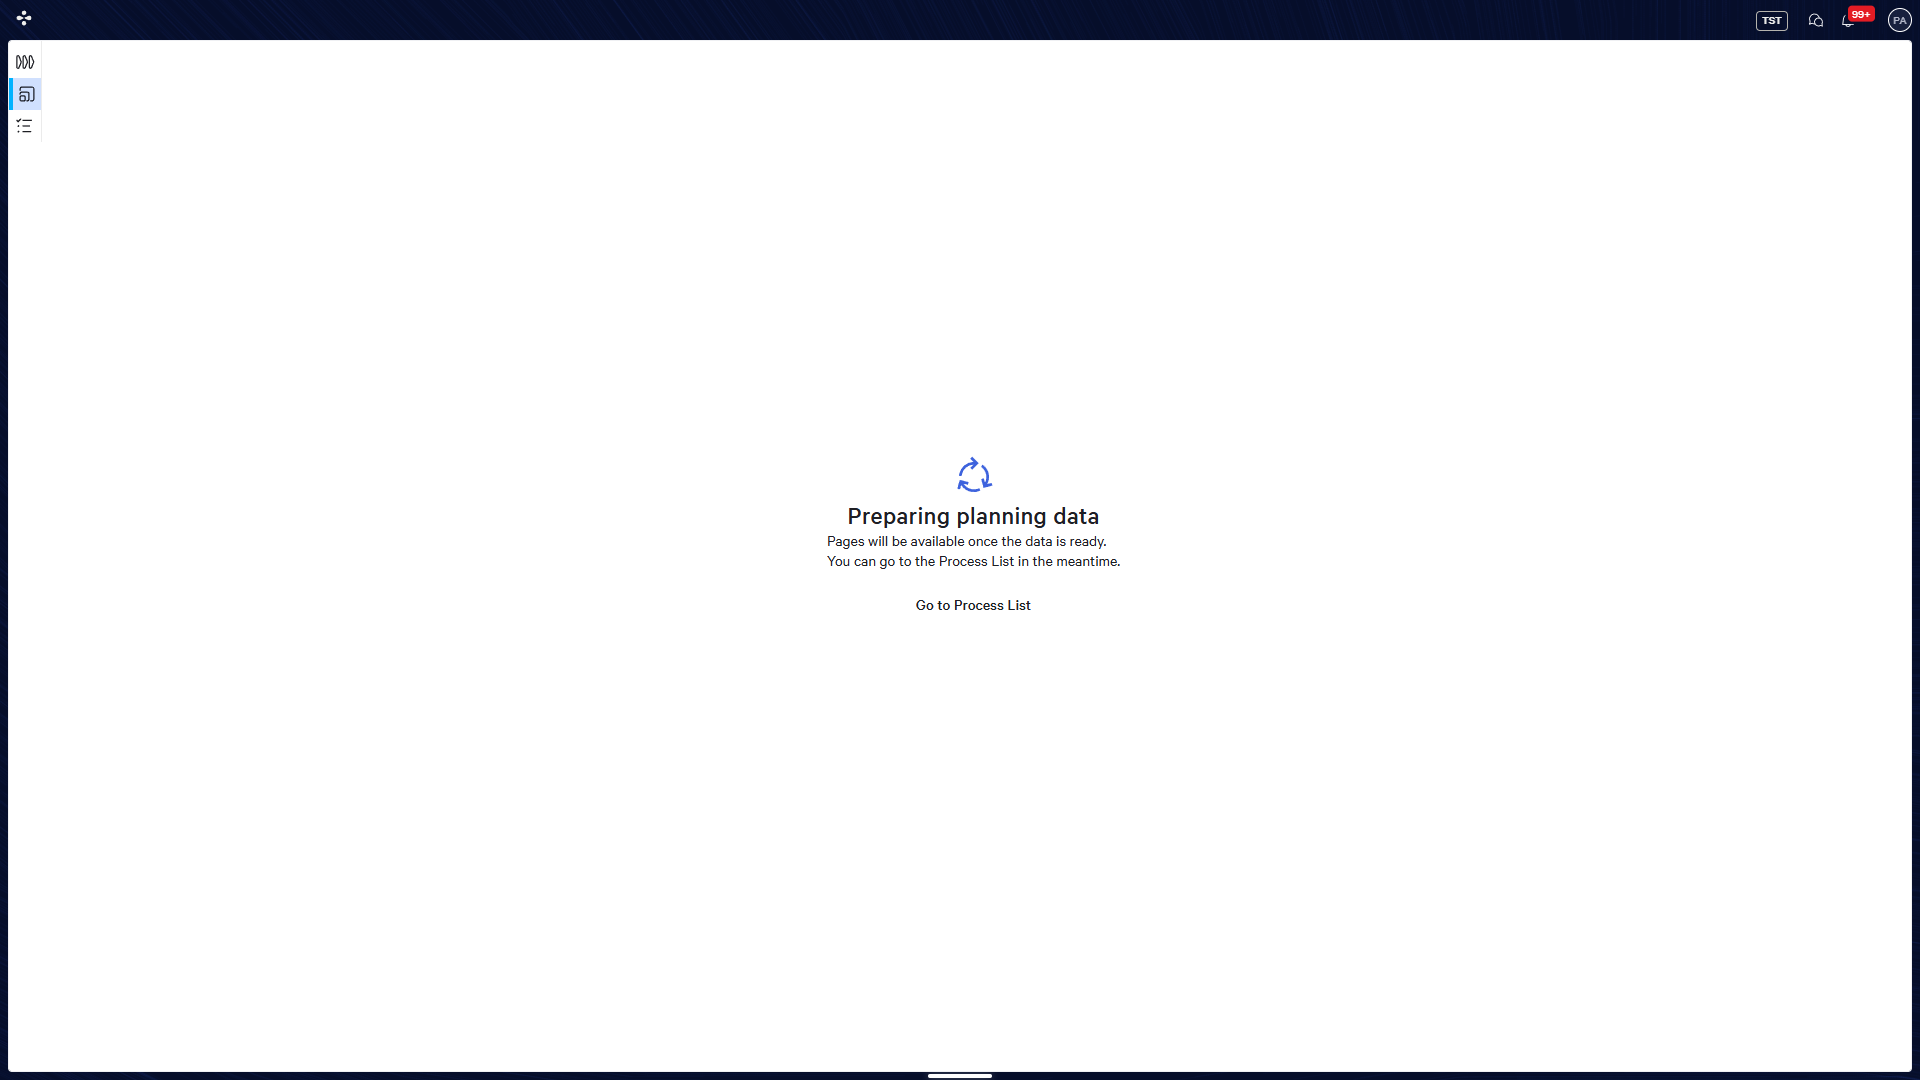 TST
99+
PA
Preparing planning data
Pages will be available once the data is ready.
You can go to the Process List in the meantime.
Go to Process List